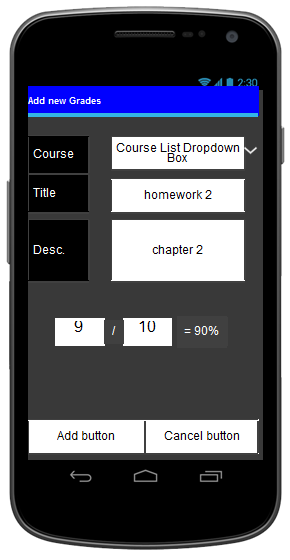 2:30
Add new Grades
Course
Course List Dropdown
Box
Title
homework 2
Desc.
chapter 2
9 / 10 = 90%
Add button
Cancel button